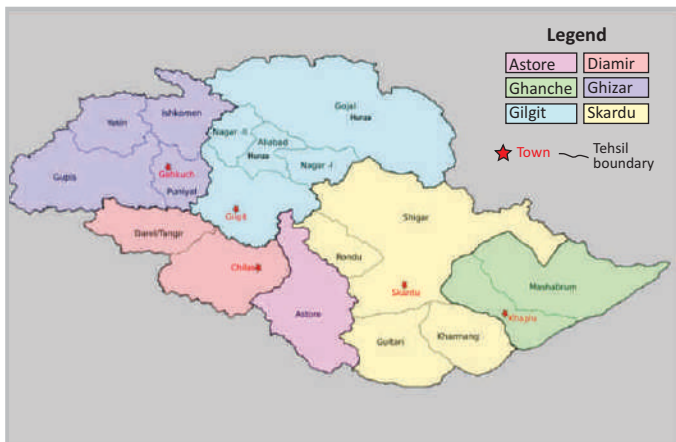 Legend
Astore
Diamir
Ghanche
Ghizar
Gilgit
Skardu
Town
Tehsil
boundary
Ishkomen
Yasin
Gojal
Hunza
Nagar -II
Aliabad
Hunza
Nagar -I
Gahkuch
Gupis
Puniyal
Gilgit
Shigar
Darel/Tangir
Rondu
Chilas
Mashabrum
Skardu
Astore
Khaplu
Gultari
Kharmang